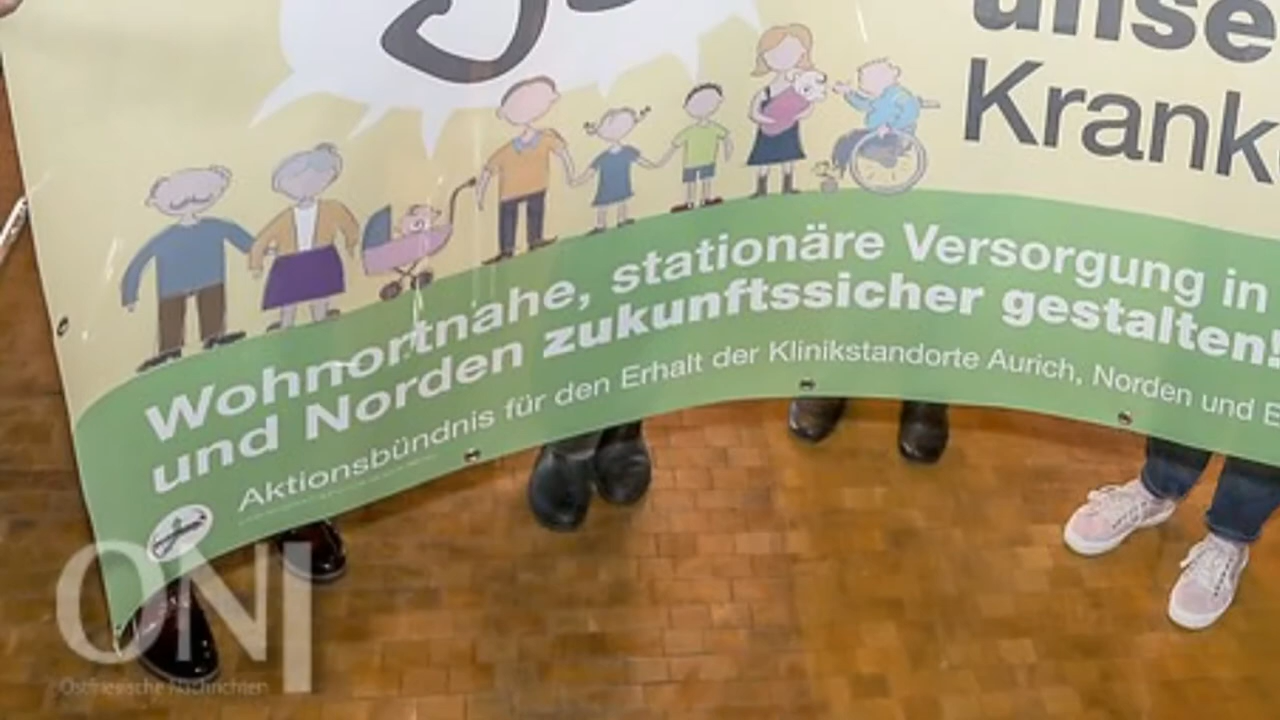 unse
Krank
Wohnortnahe, stationäre Versorgung in
und Norden zukunftssicher gestalten!
Aktionsbündnis für den Erhalt der Klinikstandorte Aurich, Norden und E
ON
Ostfriesische Nachrichten